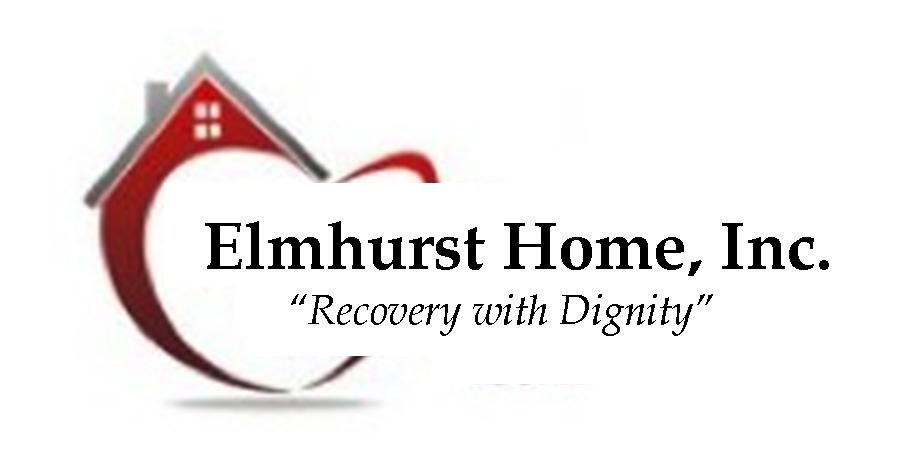 Elmhurst Home, Inc.
“Recovery with Dignity”